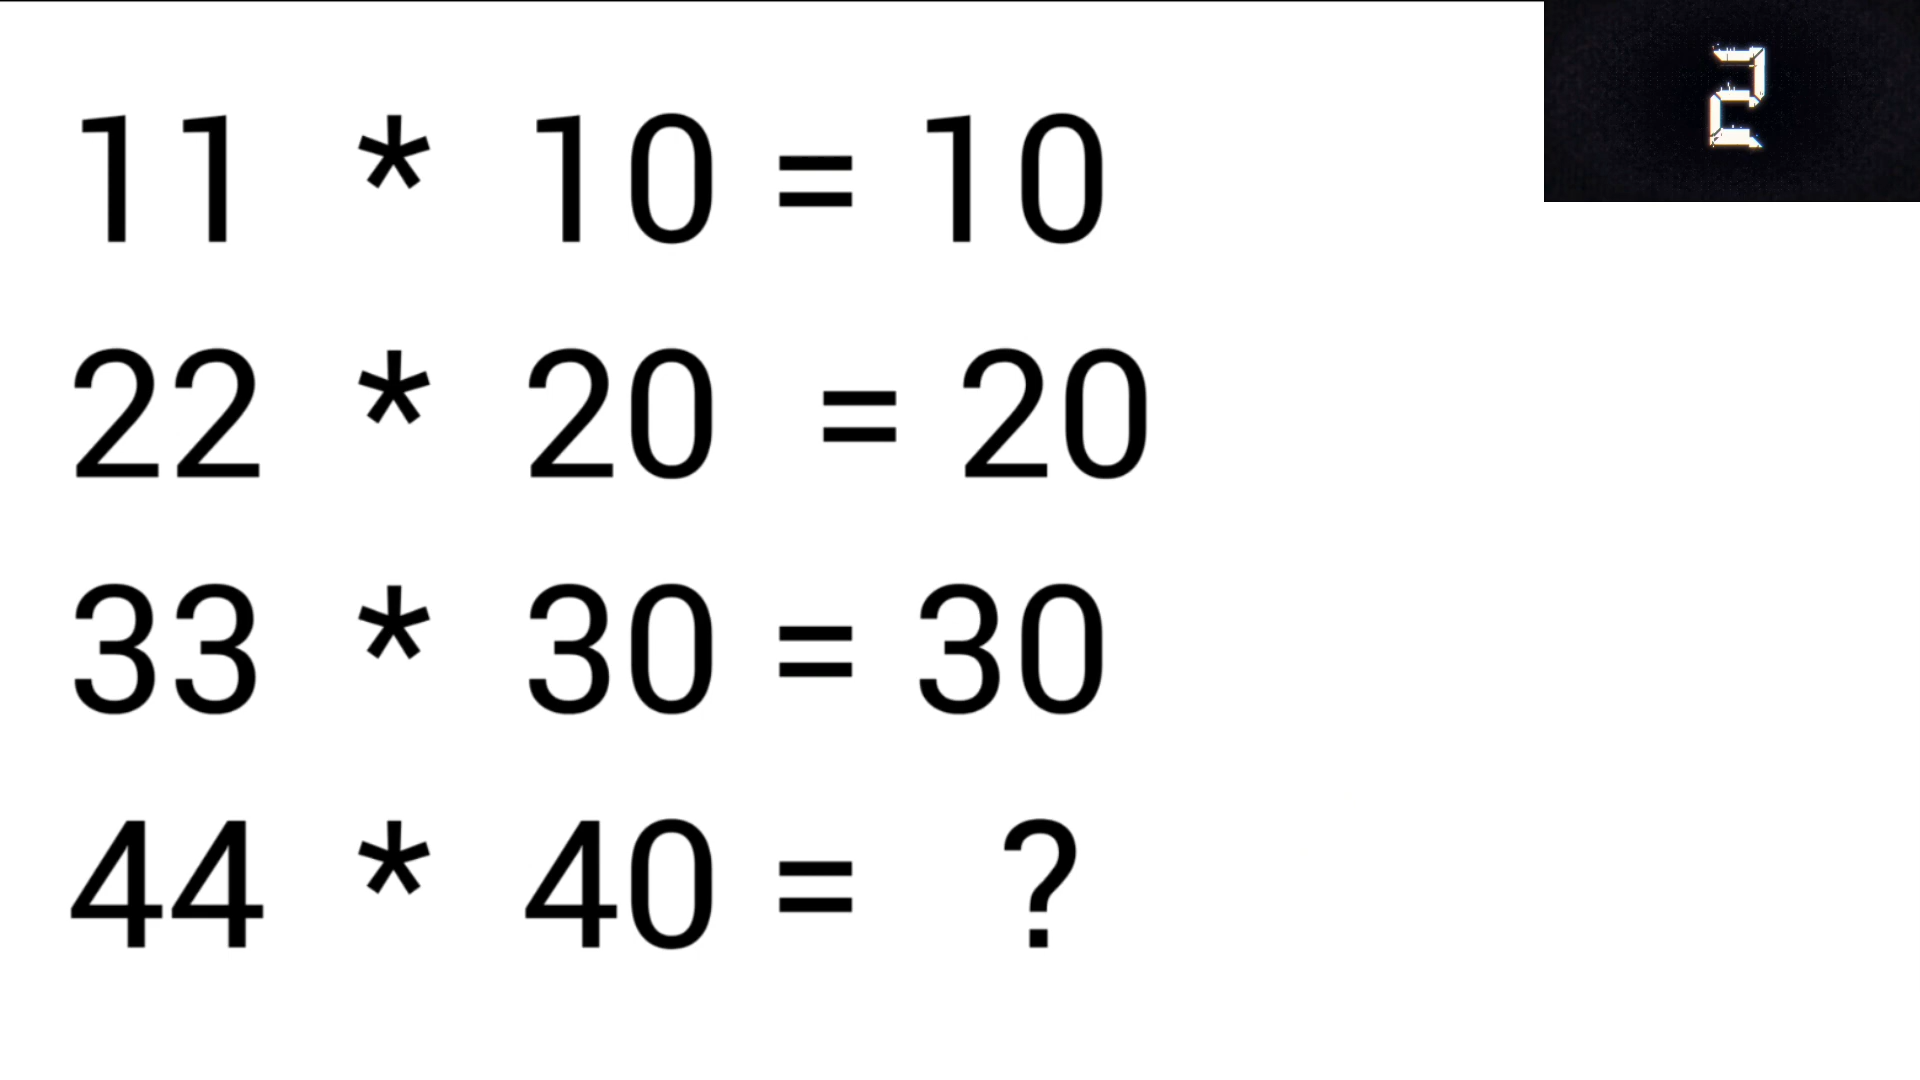 2
11 * 10 = 10
22 * 20 = 20
33 * 30 = 30
44 * 40 = ?